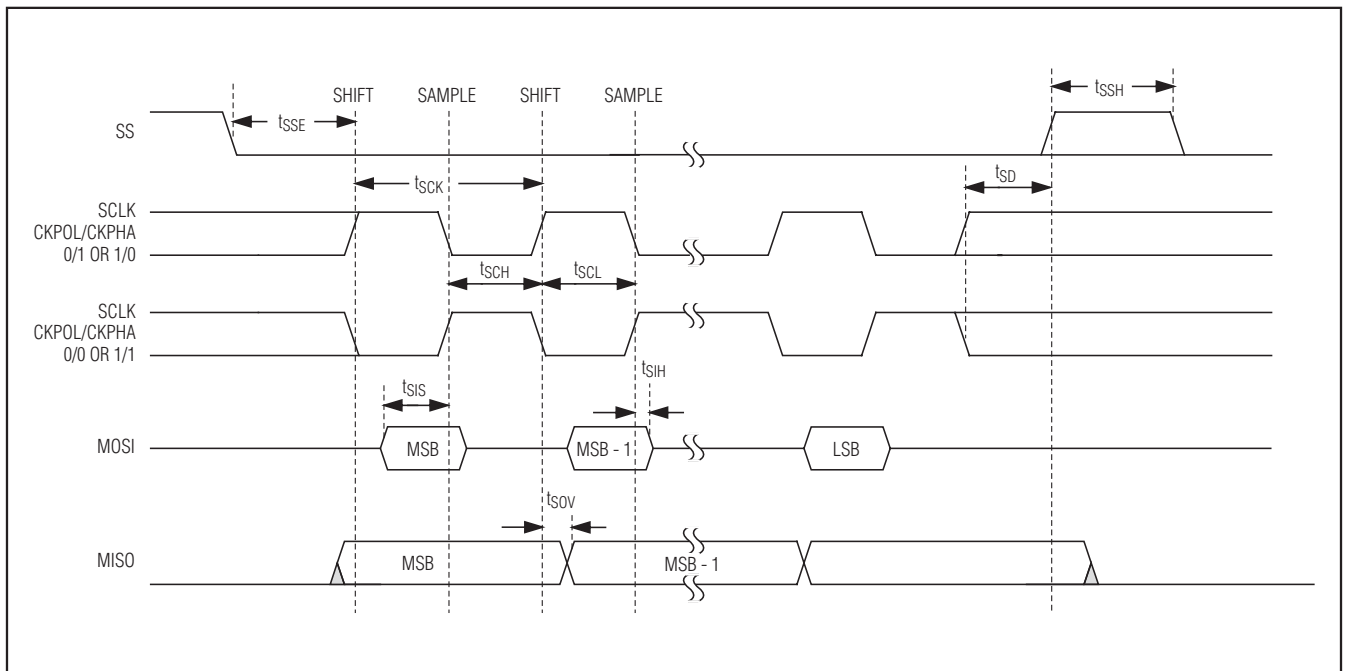 SHIFT SAMPLE SHIFT SAMPLE
tSSH
tSSE
SS
tSD
tSCK
SCLK
CKPOL/CKPHA
0/1 OR 1/0
tSCH tSCL
SCLK
CKPOL/CKPHA
0/0 OR 1/1
tSIH
tSIS
MOSI MSB MSB - 1 LSB
tSOV
MISO MSB MSB - 1